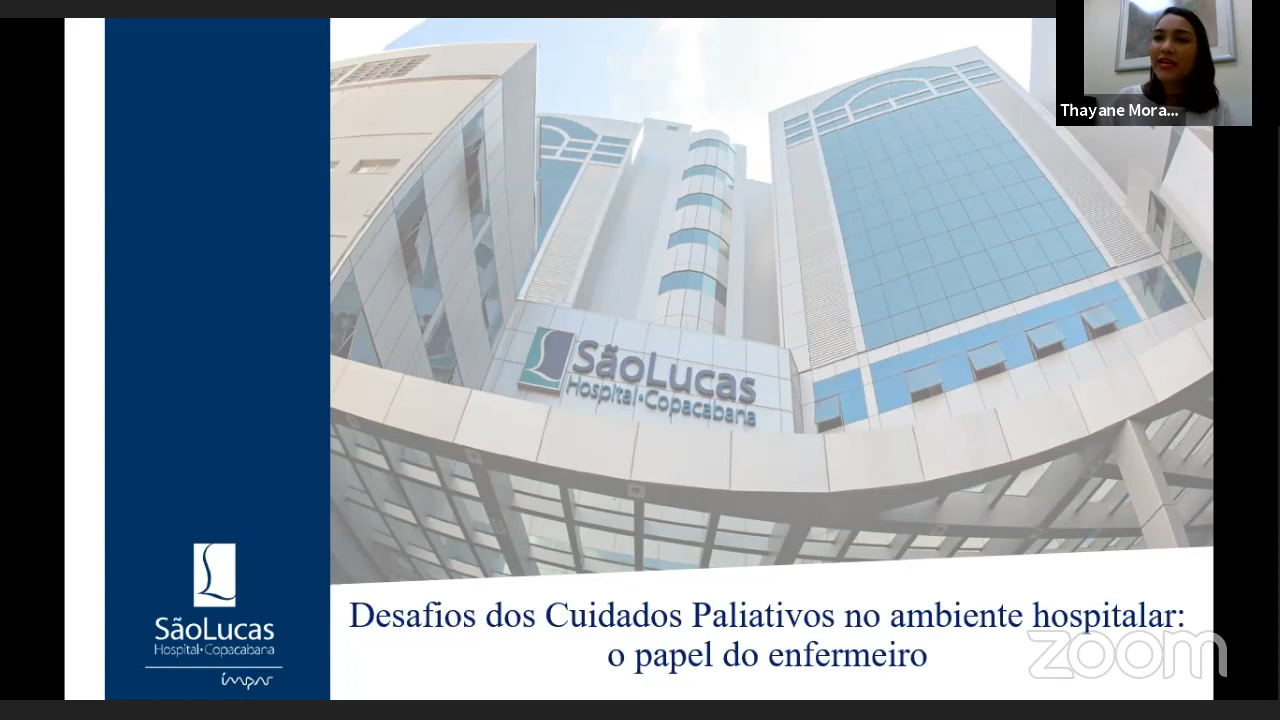 Thayane Mora...
SãoLucas
Hospital•Copacabana
SãoLucas
Hospital•Copacabana
impar
Desafios dos Cuidados Paliativos no ambiente hospitalar:
o papel do enfermeiro
zoom